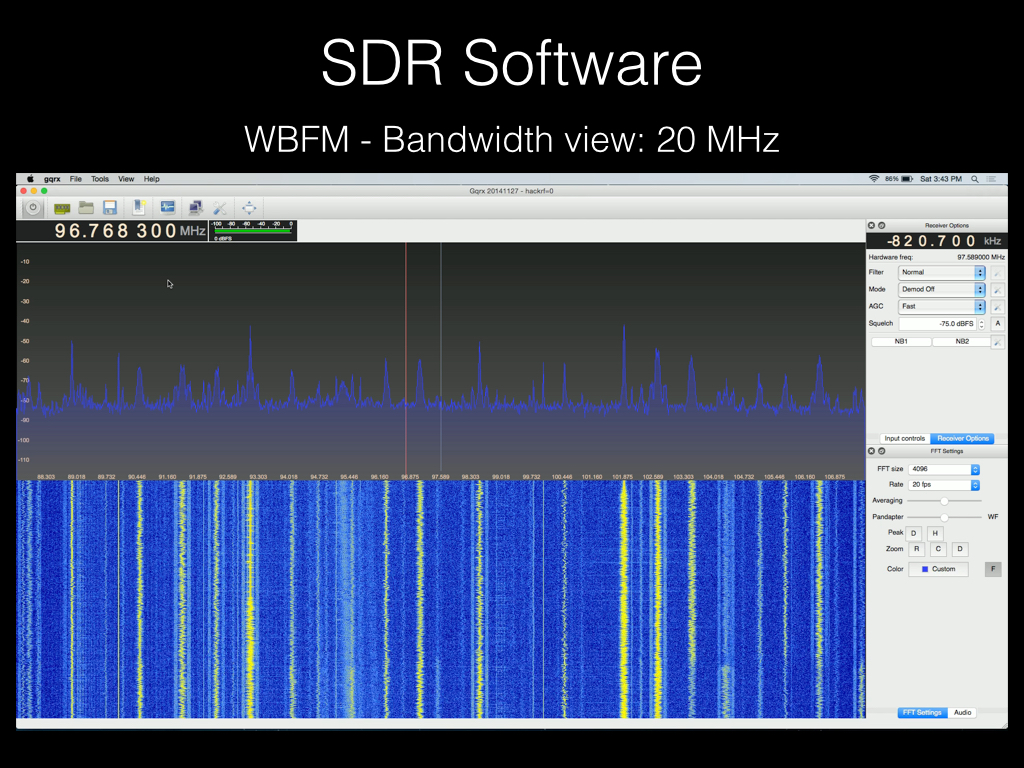 SDR Software
WBFM - Bandwidth view: 20 MHz
gqrx File Tools View Help
86% Sat 3:43 PM
Gqrx 20141127 - hackrf=0
96.768 300 MHz
-100 -80 -60 -40 -20 0
0 dBFS
-10
-20
-30
-40
-50
-60
-70
-80
-90
-100
-110
88.303 89.018 89.732 90.446 91.160 91.875 92.589 93.303 94.018 94.732 95.446 96.160 96.875 97.589 98.303 99.018 99.732 100.446 101.160 101.875 102.589 103.303 104.018 104.732 105.446 106.160 106.875
Receiver Options
-820.700 kHz
Hardware freq: 97.589000 MHz
Filter Normal
Mode Demod Off
AGC Fast
Squelch -75.0 dBFS A
NB1 NB2
Input controls Receiver Options
FFT Settings
FFT size 4096
Rate 20 fps
Averaging
Pandapter WF
Peak D H
Zoom R C D
Color Custom F
FFT Settings Audio